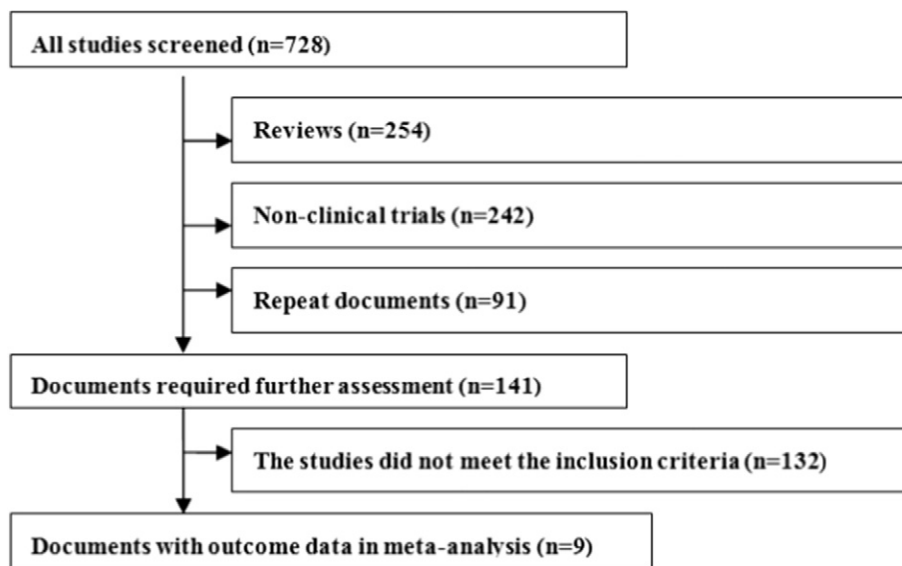 All studies screened (n=728)
Reviews (n=254)
Non-clinical trials (n=242)
Repeat documents (n=91)
Documents required further assessment (n=141)
The studies did not meet the inclusion criteria (n=132)
Documents with outcome data in meta-analysis (n=9)